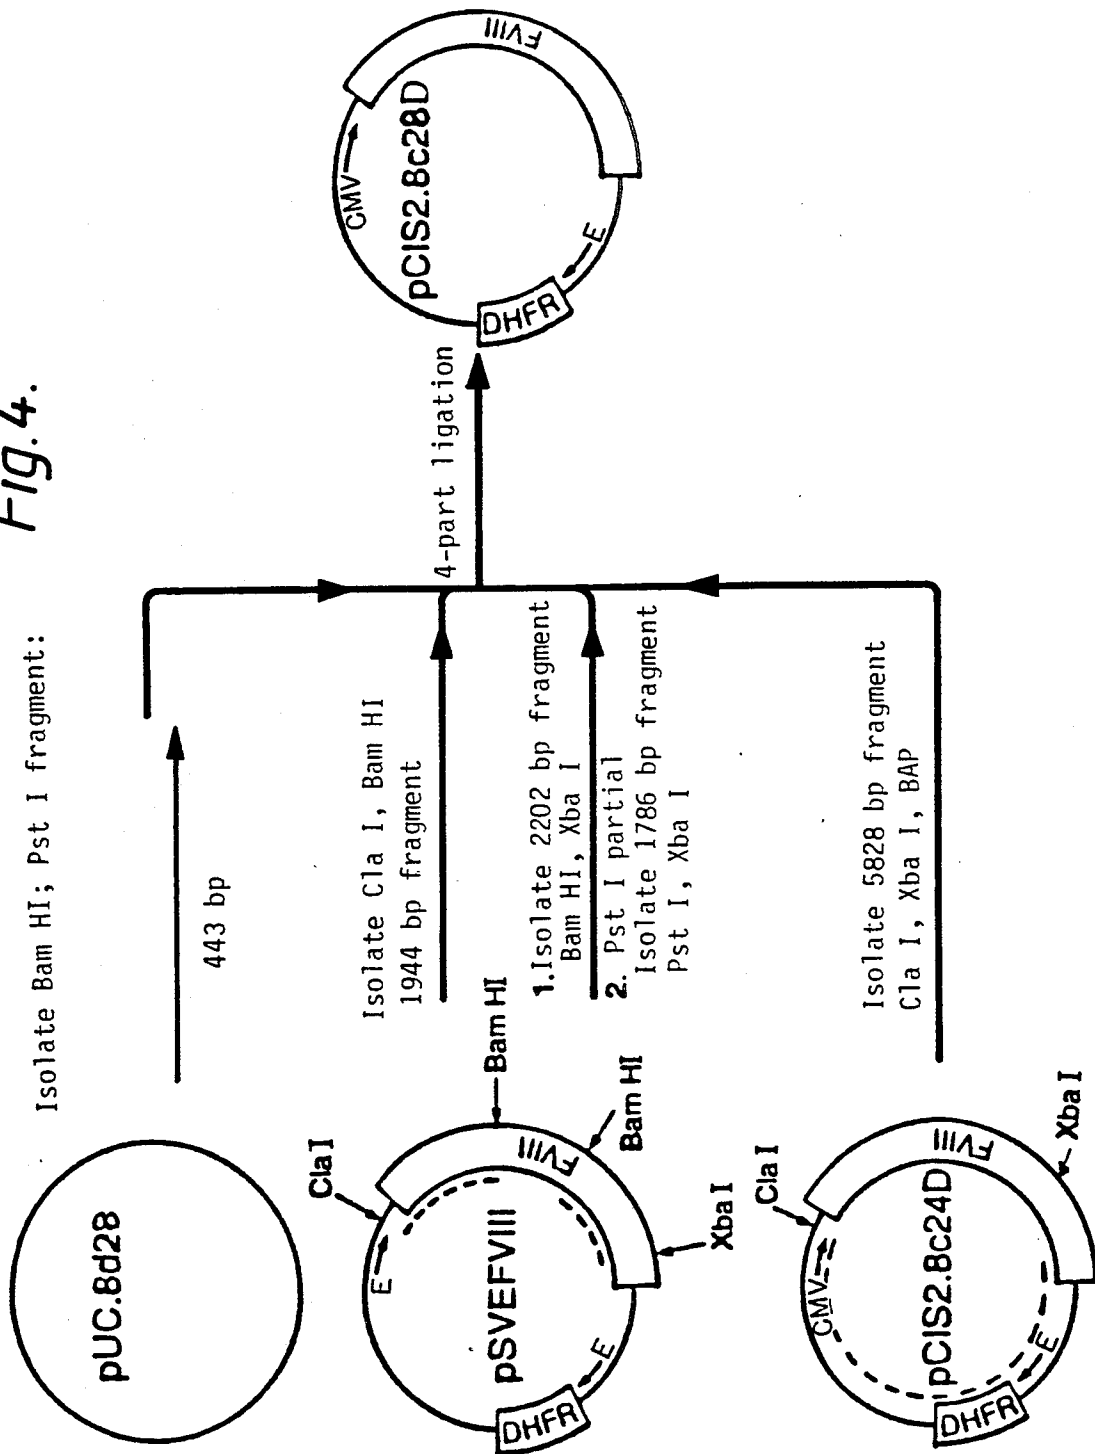 Fig.4.
Isolate Bam HI; Pst I fragment:
pUC.8d28
443 bp
Isolate Cla I, Bam HI
1944 bp fragment
1.Isolate 2202 bp fragment
Bam HI, Xba I
2. Pst I partial
Isolate 1786 bp fragment
Pst I, Xba I
Cla I
Bam HI
Bam HI
Xba I
E
FVIII
pSVEFVIII
E
DHFR
Isolate 5828 bp fragment
Cla I, Xba I, BAP
Cla I
Xba I
CMV
FVIII
pCIS2.8c24D
E
DHFR
4-part ligation
CMV
FVIII
pCIS2.8c28D
E
DHFR